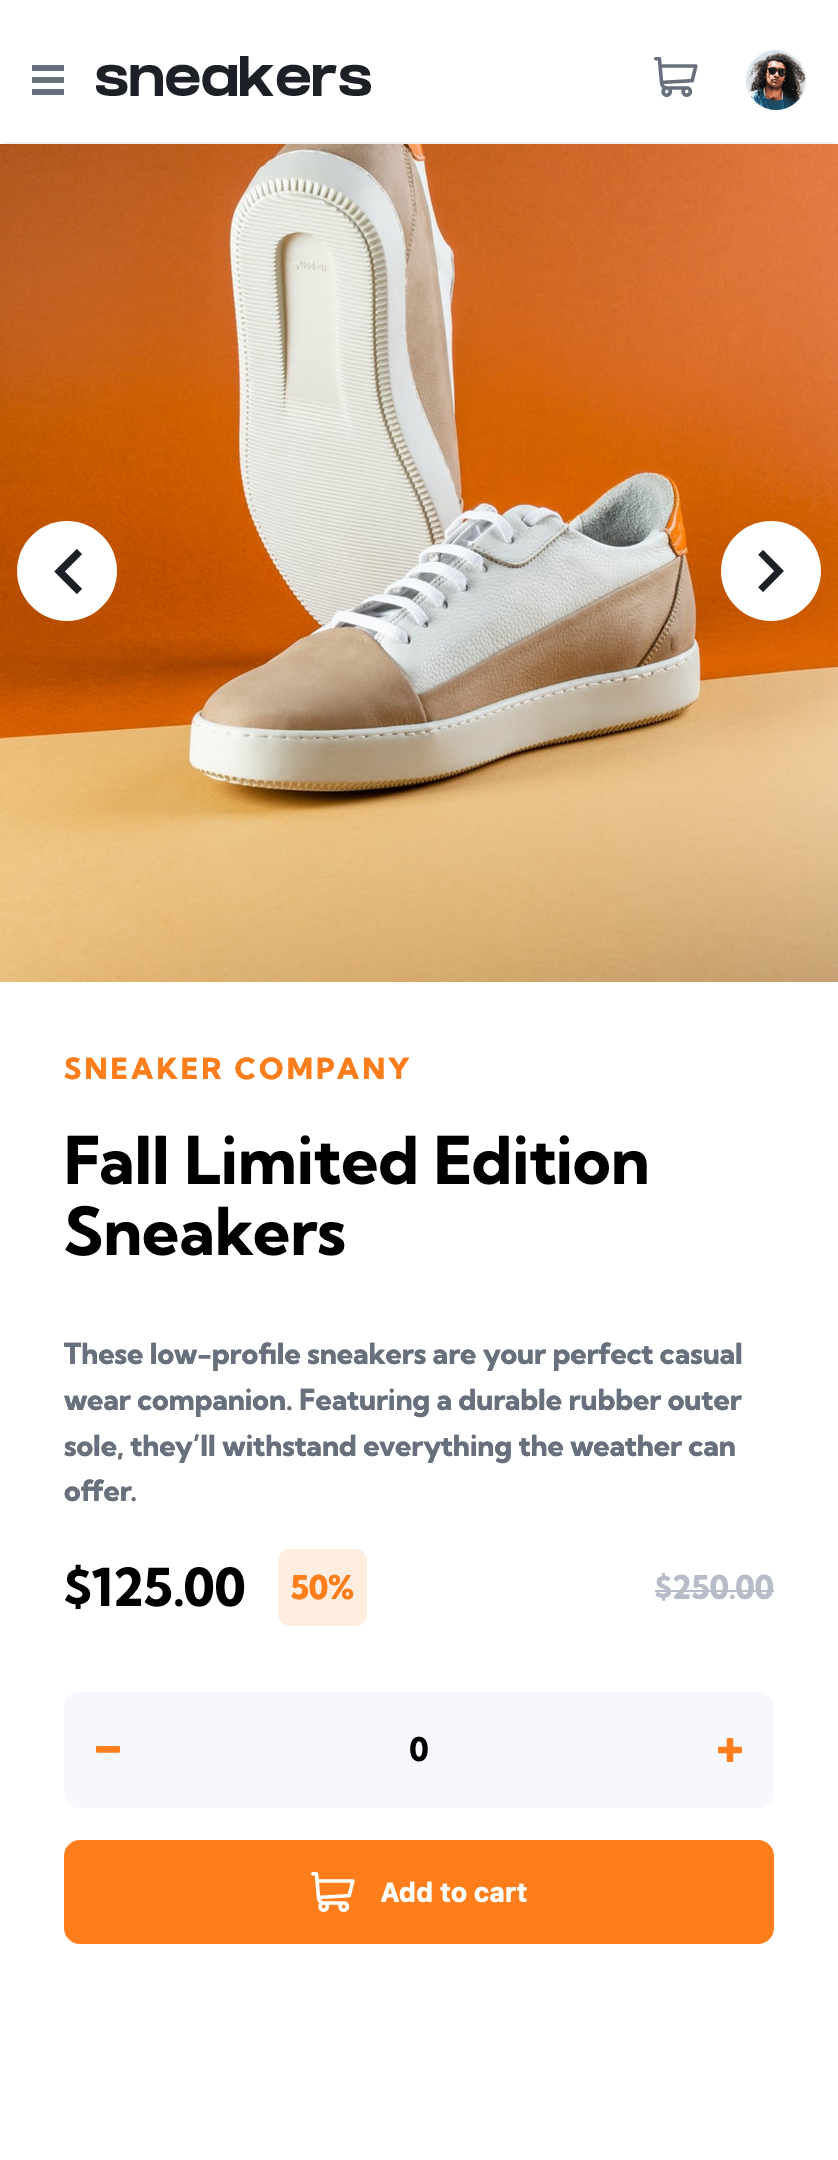 sneakers
SNEAKER COMPANY
Fall Limited Edition
Sneakers
These low-profile sneakers are your perfect casual
wear companion. Featuring a durable rubber outer
sole, they’ll withstand everything the weather can
offer.
$125.00 50% $250.00
0
Add to cart